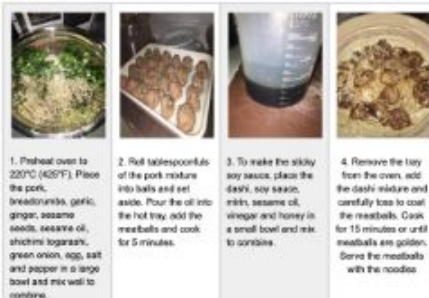 1. Preheat oven to
220°C (425°F). Place
the pork,
breadcrumbs, garlic,
ginger, sesame
seeds, sesame oil,
shichimi togarashi,
green onion, egg, salt
and pepper in a large
bowl and mix well to
combine.
2. Roll tablespoonfuls
of the pork mixture
into balls and set
aside. Pour the oil into
the hot tray, add the
meatballs and cook
for 5 minutes.
3. To make the sticky
soy sauce, place the
dashi, soy sauce,
mirin, sesame oil,
vinegar and honey in
a small bowl and mix
to combine.
4. Remove the tray
from the oven, add
the dashi mixture and
carefully toss to coat
the meatballs. Cook
for 15 minutes or until
meatballs are golden.
Serve the meatballs
with the noodles